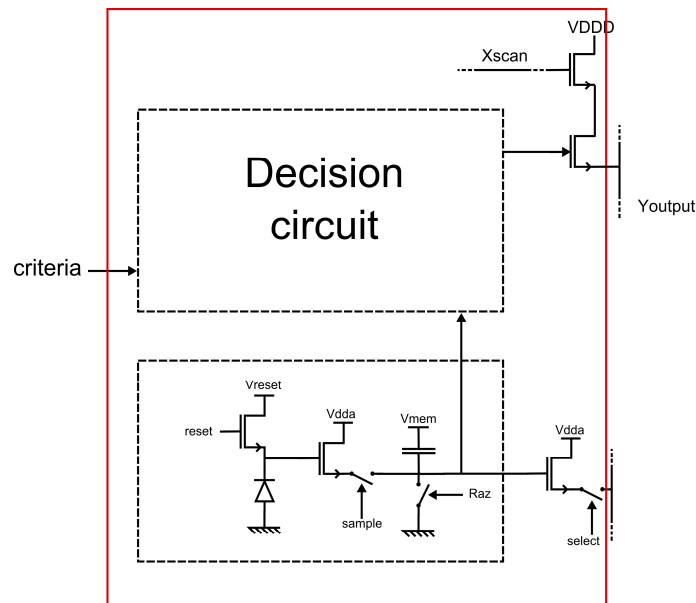 VDDD
Xscan
Decision
circuit
Youtput
criteria
Vreset
reset
Vdda
Vmem
Vdda
Raz
sample
select